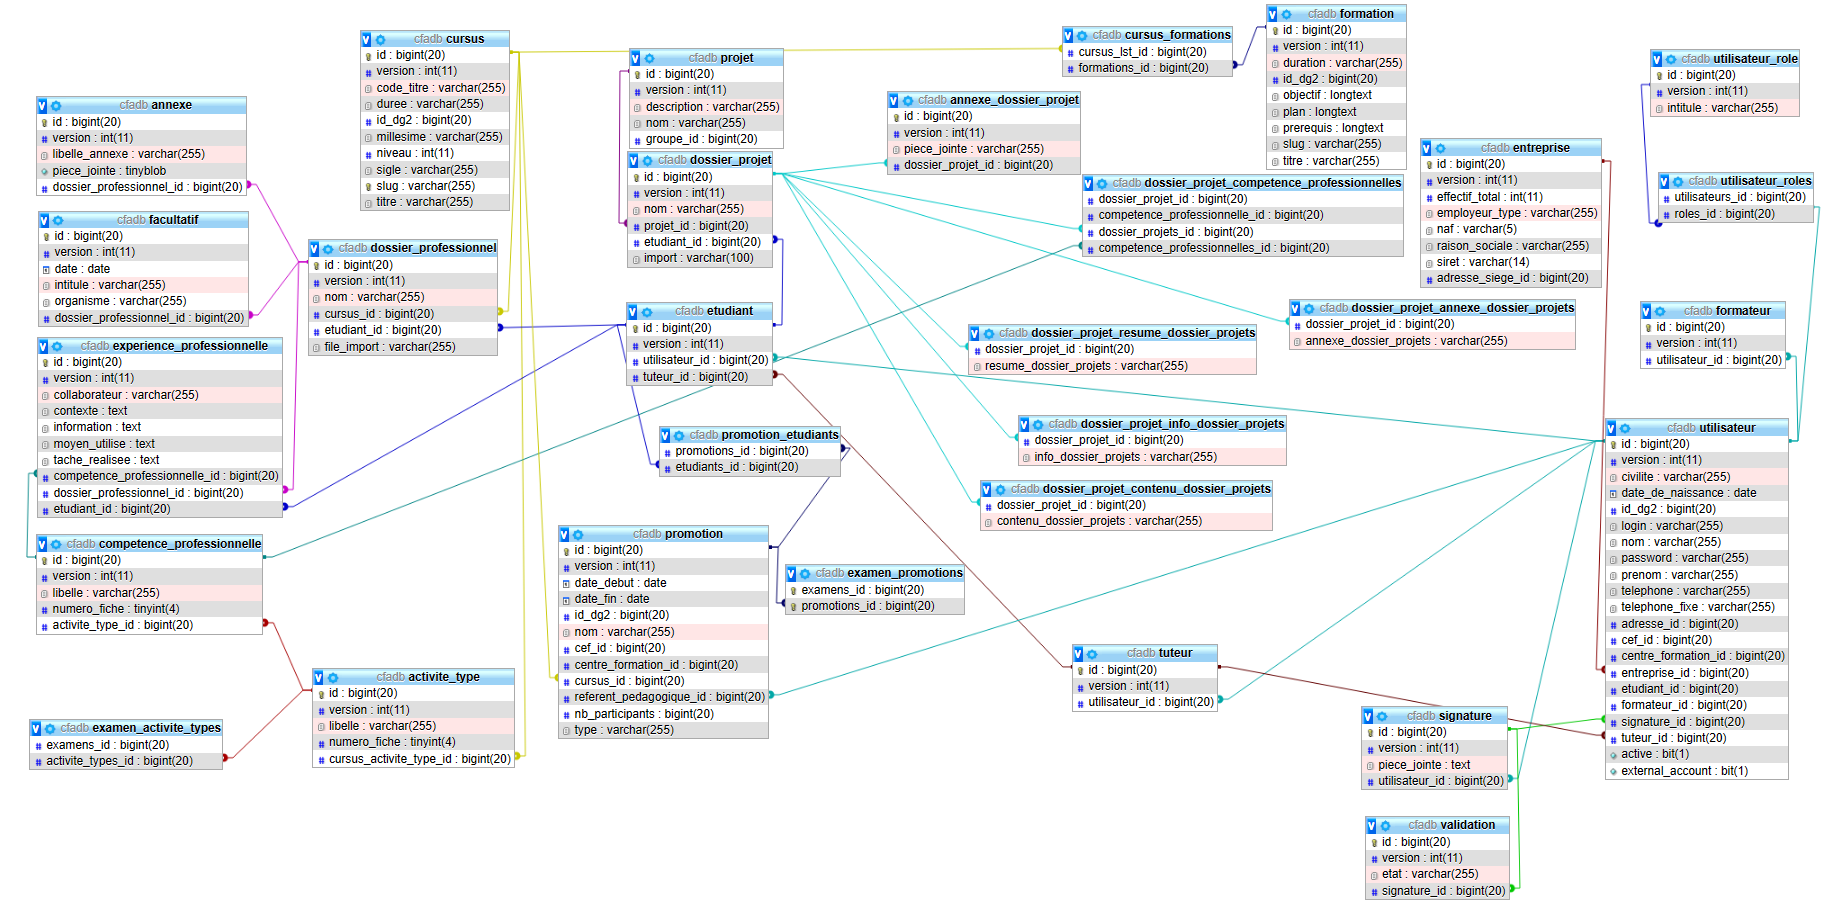 cfadb cursus
id : bigint(20)
version : int(11)
code_titre : varchar(255)
duree : varchar(255)
id_dg2 : bigint(20)
millesime : varchar(255)
niveau : int(11)
sigle : varchar(255)
slug : varchar(255)
titre : varchar(255)
cfadb projet
id : bigint(20)
version : int(11)
description : varchar(255)
nom : varchar(255)
groupe_id : bigint(20)
cfadb cursus_formations
cursus_lst_id : bigint(20)
formations_id : bigint(20)
cfadb formation
id : bigint(20)
version : int(11)
duration : varchar(255)
id_dg2 : bigint(20)
objectif : longtext
plan : longtext
prerequis : longtext
slug : varchar(255)
titre : varchar(255)
cfadb utilisateur_role
id : bigint(20)
version : int(11)
intitule : varchar(255)
cfadb annexe
id : bigint(20)
version : int(11)
libelle_annexe : varchar(255)
piece_jointe : tinyblob
dossier_professionnel_id : bigint(20)
cfadb annexe_dossier_projet
id : bigint(20)
version : int(11)
piece_jointe : varchar(255)
dossier_projet_id : bigint(20)
cfadb dossier_projet
id : bigint(20)
version : int(11)
nom : varchar(255)
projet_id : bigint(20)
etudiant_id : bigint(20)
import : varchar(100)
cfadb dossier_projet_competence_professionnelles
dossier_projet_id : bigint(20)
competence_professionnelle_id : bigint(20)
dossier_projets_id : bigint(20)
competence_professionnelles_id : bigint(20)
cfadb entreprise
id : bigint(20)
version : int(11)
effectif_total : int(11)
employeur_type : varchar(255)
naf : varchar(5)
raison_sociale : varchar(255)
siret : varchar(14)
adresse_siege_id : bigint(20)
cfadb utilisateur_roles
utilisateurs_id : bigint(20)
roles_id : bigint(20)
cfadb facultatif
id : bigint(20)
version : int(11)
date : date
intitule : varchar(255)
organisme : varchar(255)
dossier_professionnel_id : bigint(20)
cfadb dossier_professionnel
id : bigint(20)
version : int(11)
nom : varchar(255)
cursus_id : bigint(20)
etudiant_id : bigint(20)
file_import : varchar(255)
cfadb etudiant
id : bigint(20)
version : int(11)
utilisateur_id : bigint(20)
tuteur_id : bigint(20)
cfadb dossier_projet_resume_dossier_projets
dossier_projet_id : bigint(20)
resume_dossier_projets : varchar(255)
cfadb dossier_projet_annexe_dossier_projets
dossier_projet_id : bigint(20)
annexe_dossier_projets : varchar(255)
cfadb formateur
id : bigint(20)
version : int(11)
utilisateur_id : bigint(20)
cfadb experience_professionnelle
id : bigint(20)
version : int(11)
collaborateur : varchar(255)
contexte : text
information : text
moyen_utilise : text
tache_realisee : text
competence_professionnelle_id : bigint(20)
dossier_professionnel_id : bigint(20)
etudiant_id : bigint(20)
cfadb promotion_etudiants
promotions_id : bigint(20)
etudiants_id : bigint(20)
cfadb dossier_projet_info_dossier_projets
dossier_projet_id : bigint(20)
info_dossier_projets : varchar(255)
cfadb dossier_projet_contenu_dossier_projets
dossier_projet_id : bigint(20)
contenu_dossier_projets : varchar(255)
cfadb utilisateur
id : bigint(20)
version : int(11)
civilite : varchar(255)
date_de_naissance : date
id_dg2 : bigint(20)
login : varchar(255)
nom : varchar(255)
password : varchar(255)
prenom : varchar(255)
telephone : varchar(255)
telephone_fixe : varchar(255)
adresse_id : bigint(20)
cef_id : bigint(20)
centre_formation_id : bigint(20)
entreprise_id : bigint(20)
etudiant_id : bigint(20)
formateur_id : bigint(20)
signature_id : bigint(20)
tuteur_id : bigint(20)
active : bit(1)
external_account : bit(1)
cfadb competence_professionnelle
id : bigint(20)
version : int(11)
libelle : varchar(255)
numero_fiche : tinyint(4)
activite_type_id : bigint(20)
cfadb promotion
id : bigint(20)
version : int(11)
date_debut : date
date_fin : date
id_dg2 : bigint(20)
nom : varchar(255)
cef_id : bigint(20)
centre_formation_id : bigint(20)
cursus_id : bigint(20)
referent_pedagogique_id : bigint(20)
nb_participants : bigint(20)
type : varchar(255)
cfadb examen_promotions
examens_id : bigint(20)
promotions_id : bigint(20)
cfadb tuteur
id : bigint(20)
version : int(11)
utilisateur_id : bigint(20)
cfadb activite_type
id : bigint(20)
version : int(11)
libelle : varchar(255)
numero_fiche : tinyint(4)
cursus_activite_type_id : bigint(20)
cfadb examen_activite_types
examens_id : bigint(20)
activite_types_id : bigint(20)
cfadb signature
id : bigint(20)
version : int(11)
piece_jointe : text
utilisateur_id : bigint(20)
cfadb validation
id : bigint(20)
version : int(11)
etat : varchar(255)
signature_id : bigint(20)